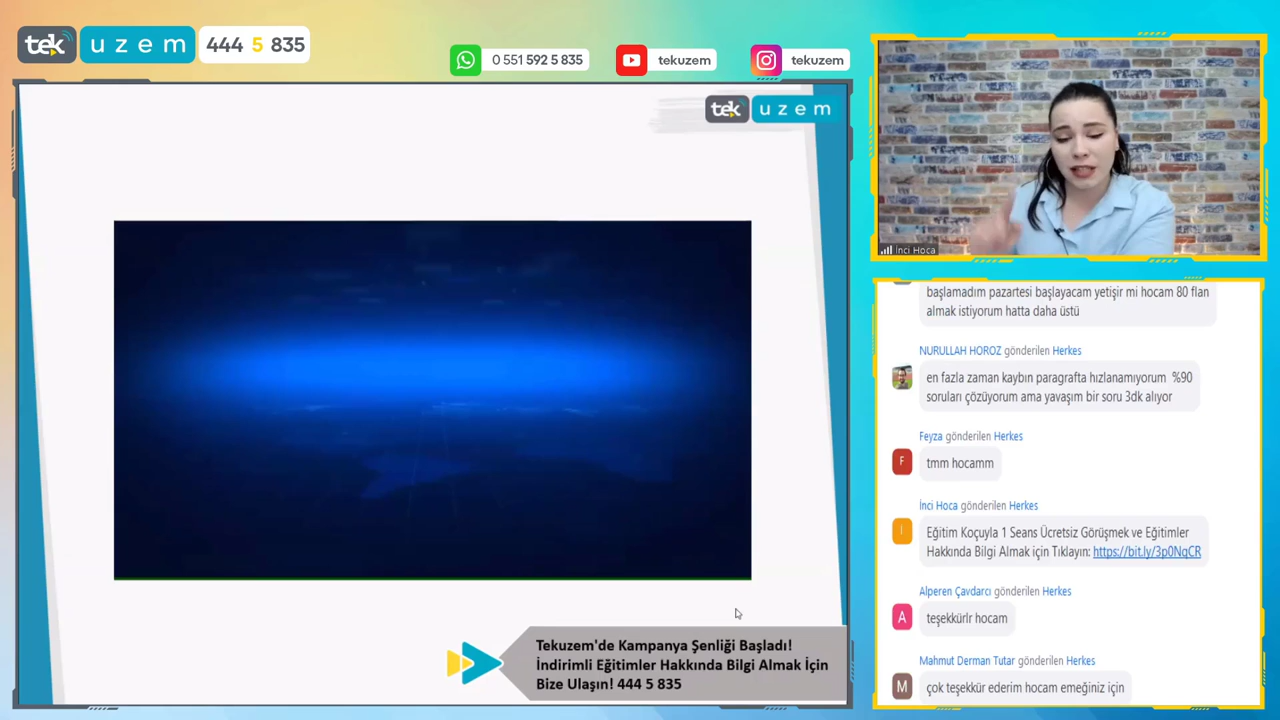 tek uzem 444 5 835
0 551 592 5 835
tekuzem
tekuzem
tek uzem
İnci Hoca
başlamadım pazartesi başlayacam yetişir mi hocam 80 flan
almak istiyorum hatta daha üstü
NURULLAH HOROZ gönderilen Herkes
en fazla zaman kaybın paragrafta hızlanamıyorum %90
soruları çözüyorum ama yavaşım bir soru 3dk alıyor
Feyza gönderilen Herkes
F
tmm hocamm
İnci Hoca gönderilen Herkes
I
Eğitim Koçuyla 1 Seans Ücretsiz Görüşmek ve Eğitimler
Hakkında Bilgi Almak için Tıklayın: https://bit.ly/3p0NqCR
Alperen Çavdarcı gönderilen Herkes
A
teşekkürlr hocam
Mahmut Derman Tutar gönderilen Herkes
M
çok teşekkür ederim hocam emeğiniz için
Tekuzem'de Kampanya Şenliği Başladı!
İndirimli Eğitimler Hakkında Bilgi Almak İçin
Bize Ulaşın! 444 5 835